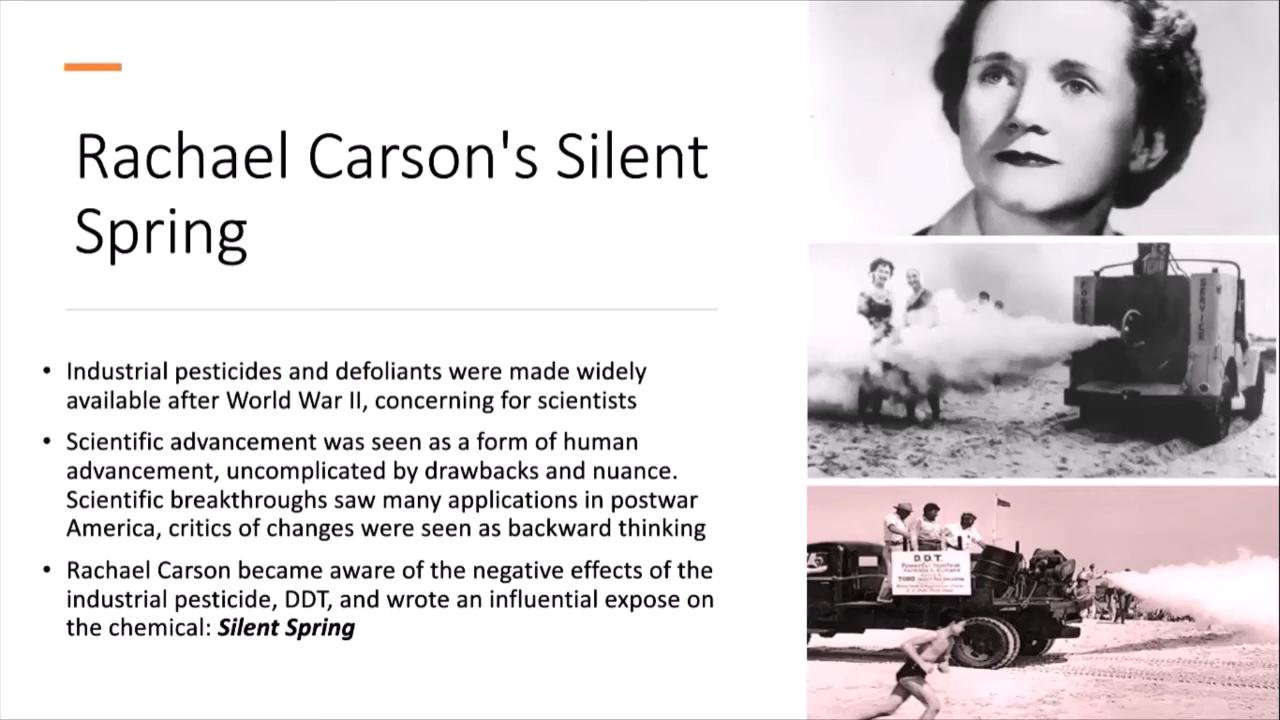 Rachael Carson's Silent
Spring
• Industrial pesticides and defoliants were made widely
available after World War II, concerning for scientists
• Scientific advancement was seen as a form of human
advancement, uncomplicated by drawbacks and nuance.
Scientific breakthroughs saw many applications in postwar
America, critics of changes were seen as backward thinking
• Rachael Carson became aware of the negative effects of the
industrial pesticide, DDT, and wrote an influential expose on
the chemical: Silent Spring
SERVICE
D.D.T.
Powerful Insecticide